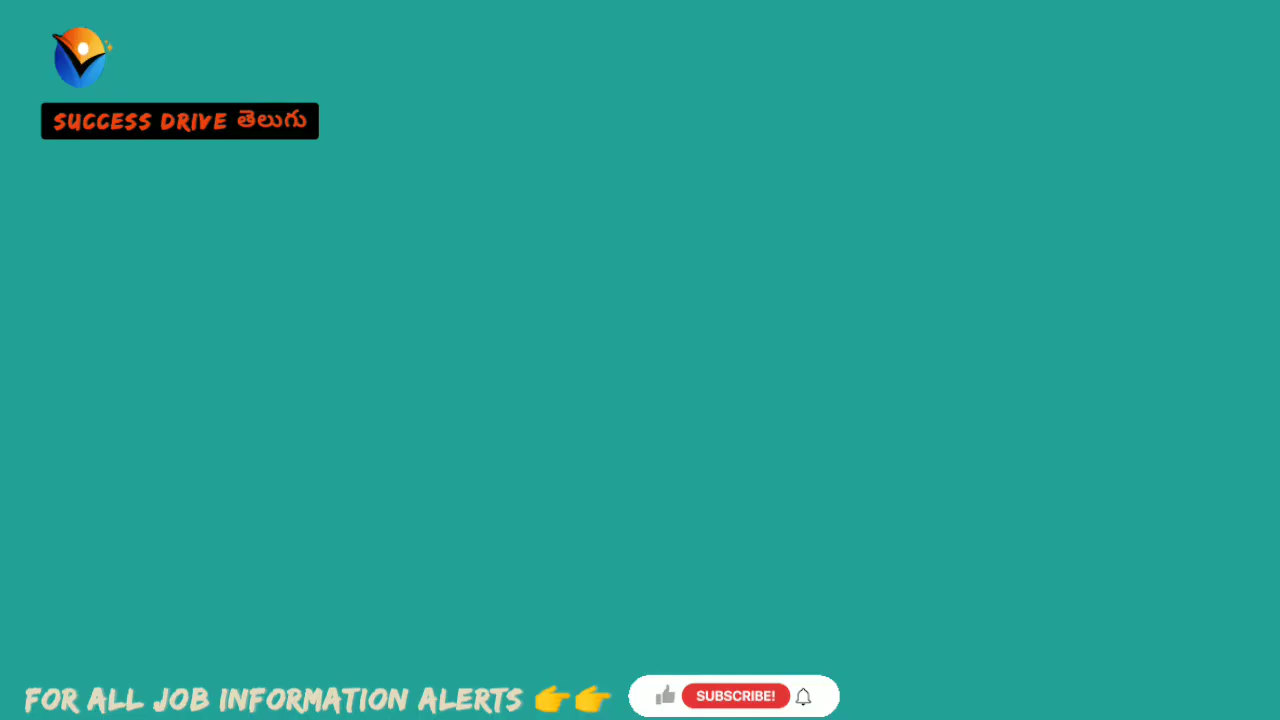 SUCCESS DRIVE తెలుగు
FOR ALL JOB INFORMATION ALERTS 👉👉 SUBSCRIBE!